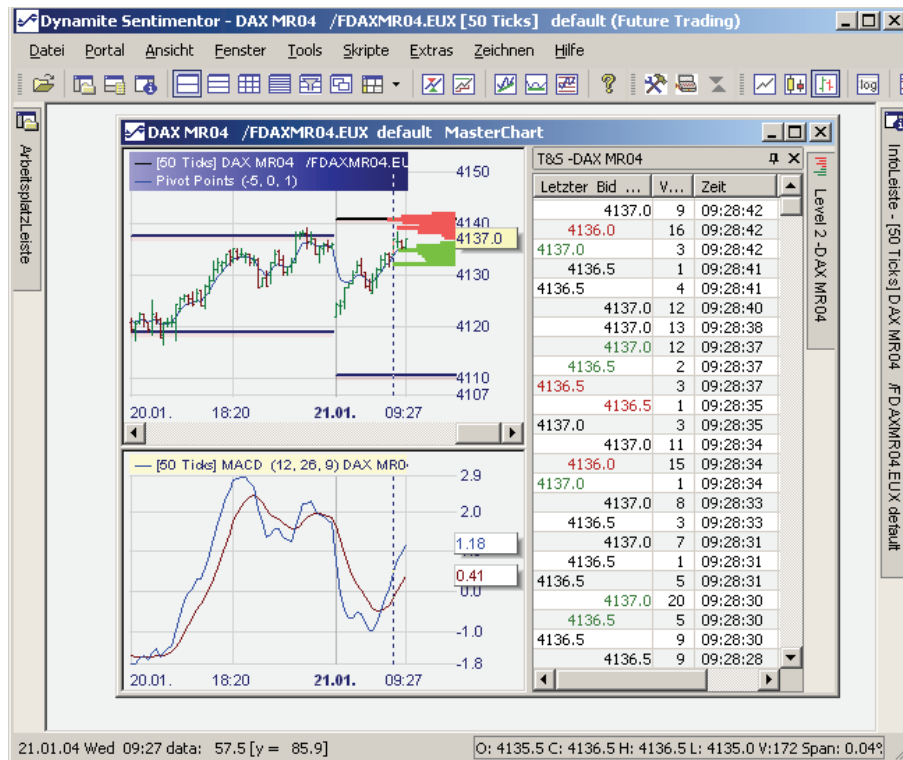 Dynamite Sentimentor - DAX MR04 /FDAXMR04.EUX [50 Ticks] default (Future Trading)
Datei Portal Ansicht Fenster Tools Skripte Extras Zeichnen Hilfe
log
ArbeitsplatzLeiste
DAX MR04 /FDAXMR04.EUX default MasterChart
[50 Ticks] DAX MR04 /FDAXMR04.EU
Pivot Points (-5, 0, 1)
4150
4140
4137.0
4130
4120
4110
4107
20.01. 18:20 21.01. 09:27
[50 Ticks] MACD (12, 26, 9) DAX MR0
2.9
2.0
1.18
0.41
0.0
-1.0
-1.8
20.01. 18:20 21.01. 09:27
T&S -DAX MR04
Letzter Bid ... V... Zeit
4137.0 9 09:28:42
4136.0 16 09:28:42
4137.0 3 09:28:42
4136.5 1 09:28:41
4136.5 4 09:28:41
4137.0 12 09:28:40
4137.0 13 09:28:38
4137.0 12 09:28:37
4136.5 2 09:28:37
4136.5 3 09:28:37
4136.5 1 09:28:35
4137.0 3 09:28:35
4137.0 11 09:28:34
4136.0 15 09:28:34
4137.0 1 09:28:34
4137.0 8 09:28:33
4136.5 3 09:28:33
4137.0 7 09:28:31
4136.5 1 09:28:31
4136.5 5 09:28:31
4137.0 20 09:28:30
4136.5 5 09:28:30
4136.5 9 09:28:30
4136.5 9 09:28:28
Level 2 -DAX MR04
InfoLeiste - [50 Ticks] DAX MR04 /FDAXMR04.EUX default
21.01.04 Wed 09:27 data: 57.5 [y = 85.9]
O: 4135.5 C: 4136.5 H: 4136.5 L: 4135.0 V:172 Span: 0.04%